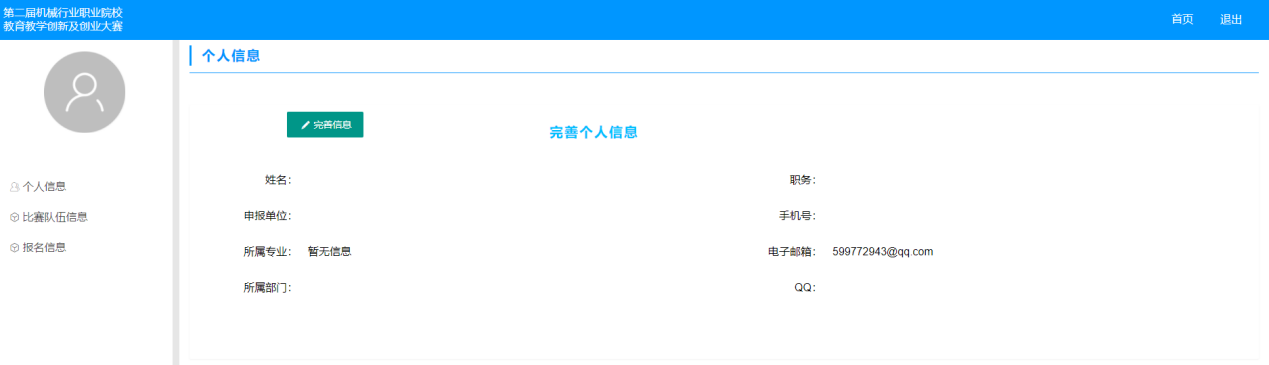 第二届机械行业职业院校
教育教学创新及创业大赛
首页 退出
个人信息
个人信息
比赛队伍信息
报名信息
完善信息
完善个人信息
姓名： 职务：
申报单位： 手机号：
所属专业： 暂无信息 电子邮箱： 599772943@qq.com
所属部门： QQ：